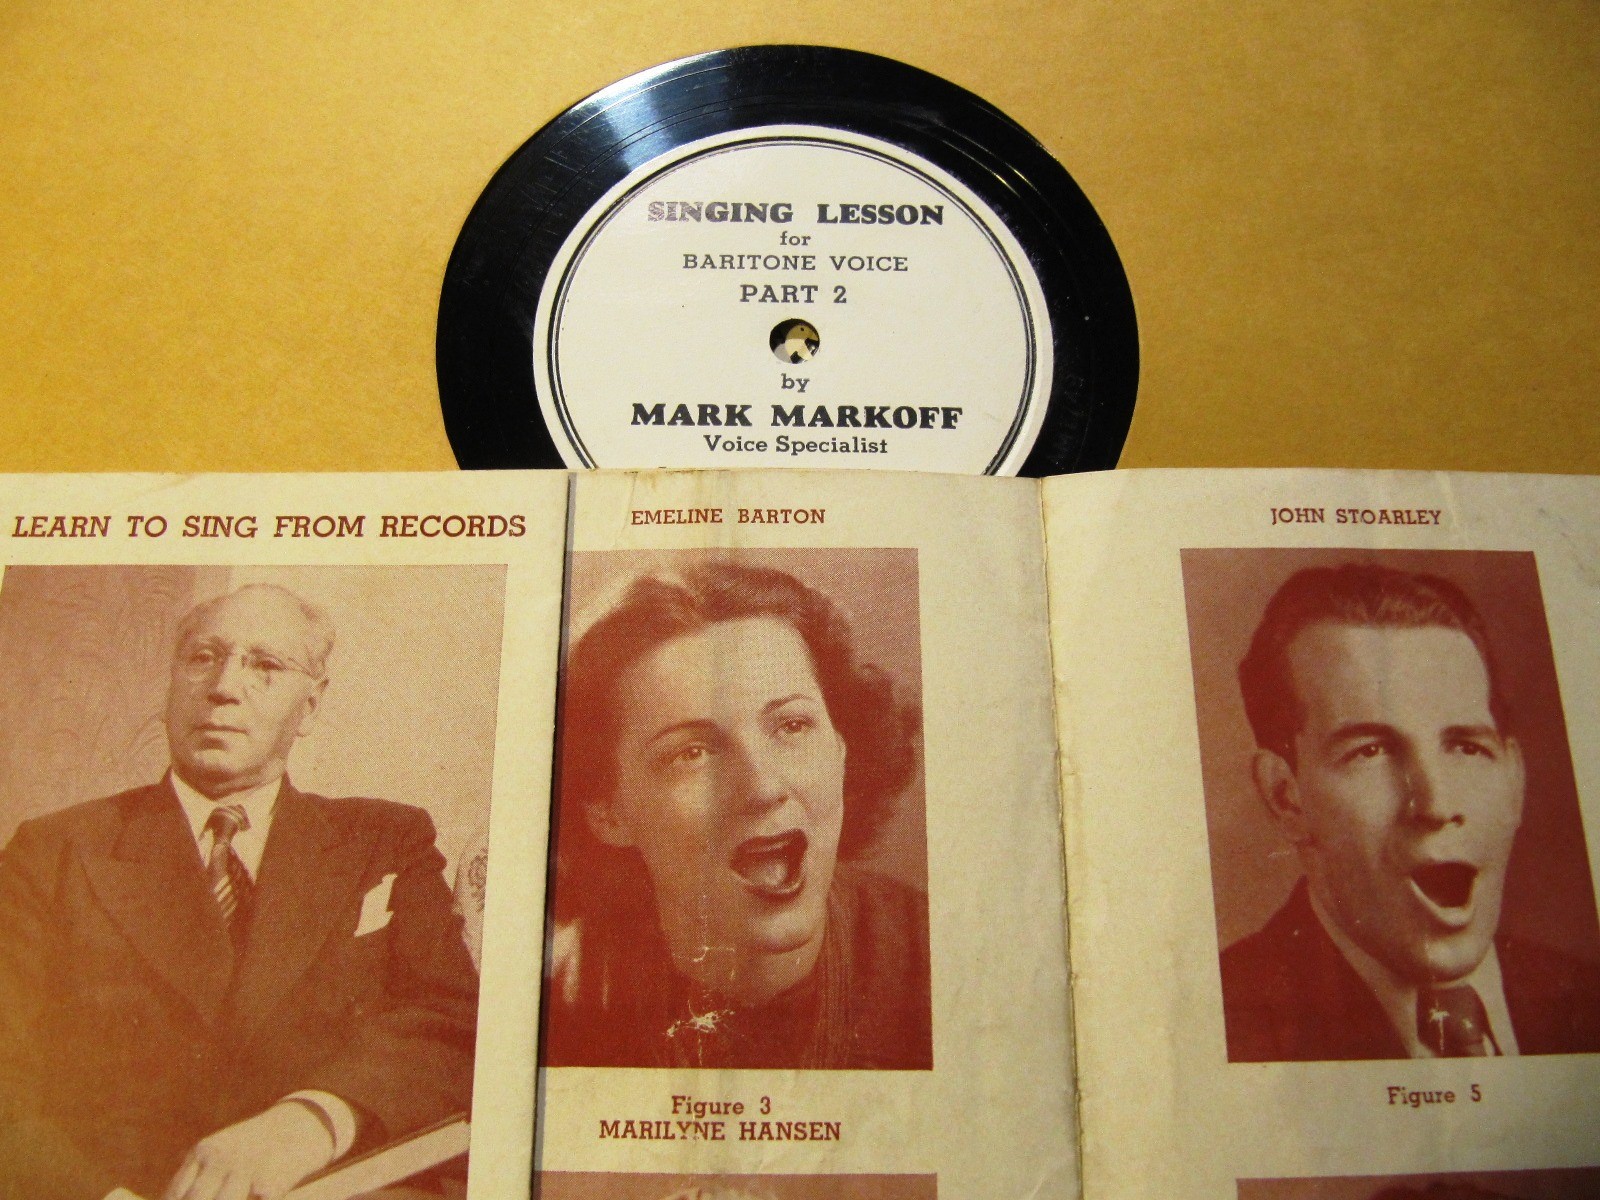 SINGING LESSON
for
BARITONE VOICE
PART 2
by
MARK MARKOFF
Voice Specialist
LEARN TO SING FROM RECORDS
EMELINE BARTON
Figure 3
MARILYNE HANSEN
JOHN STOARLEY
Figure 5